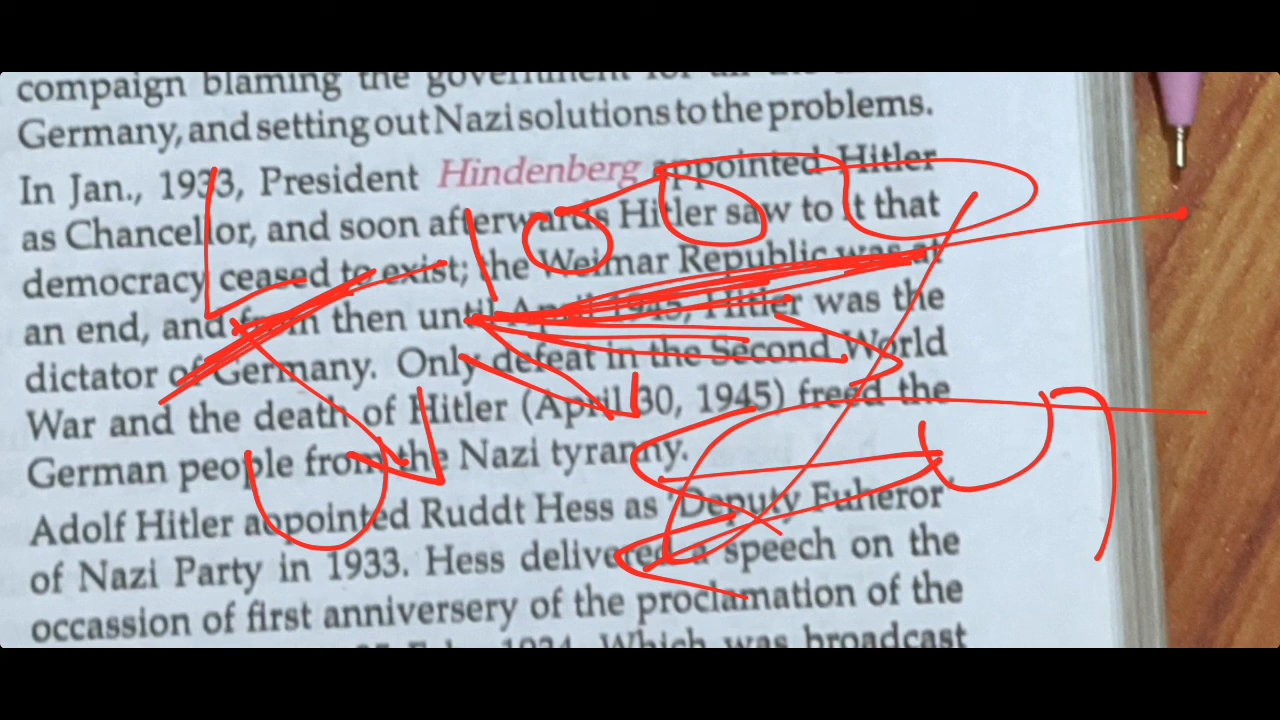 compaign blaming the government for all the
Germany, and setting out Nazi solutions to the problems.
In Jan., 1933, President Hindenberg appointed Hitler
as Chancellor, and soon afterwards Hitler saw to it that
democracy ceased to exist; the Weimar Republic was at
an end, and from then until April 1945, Hitler was the
dictator of Germany. Only defeat in the Second World
War and the death of Hitler (April 30, 1945) freed the
German people from the Nazi tyranny.
Adolf Hitler appointed Ruddt Hess as 'Deputy Fuheror'
of Nazi Party in 1933. Hess delivered a speech on the
occassion of first anniversery of the proclamation of the
1934. Which was broadcast